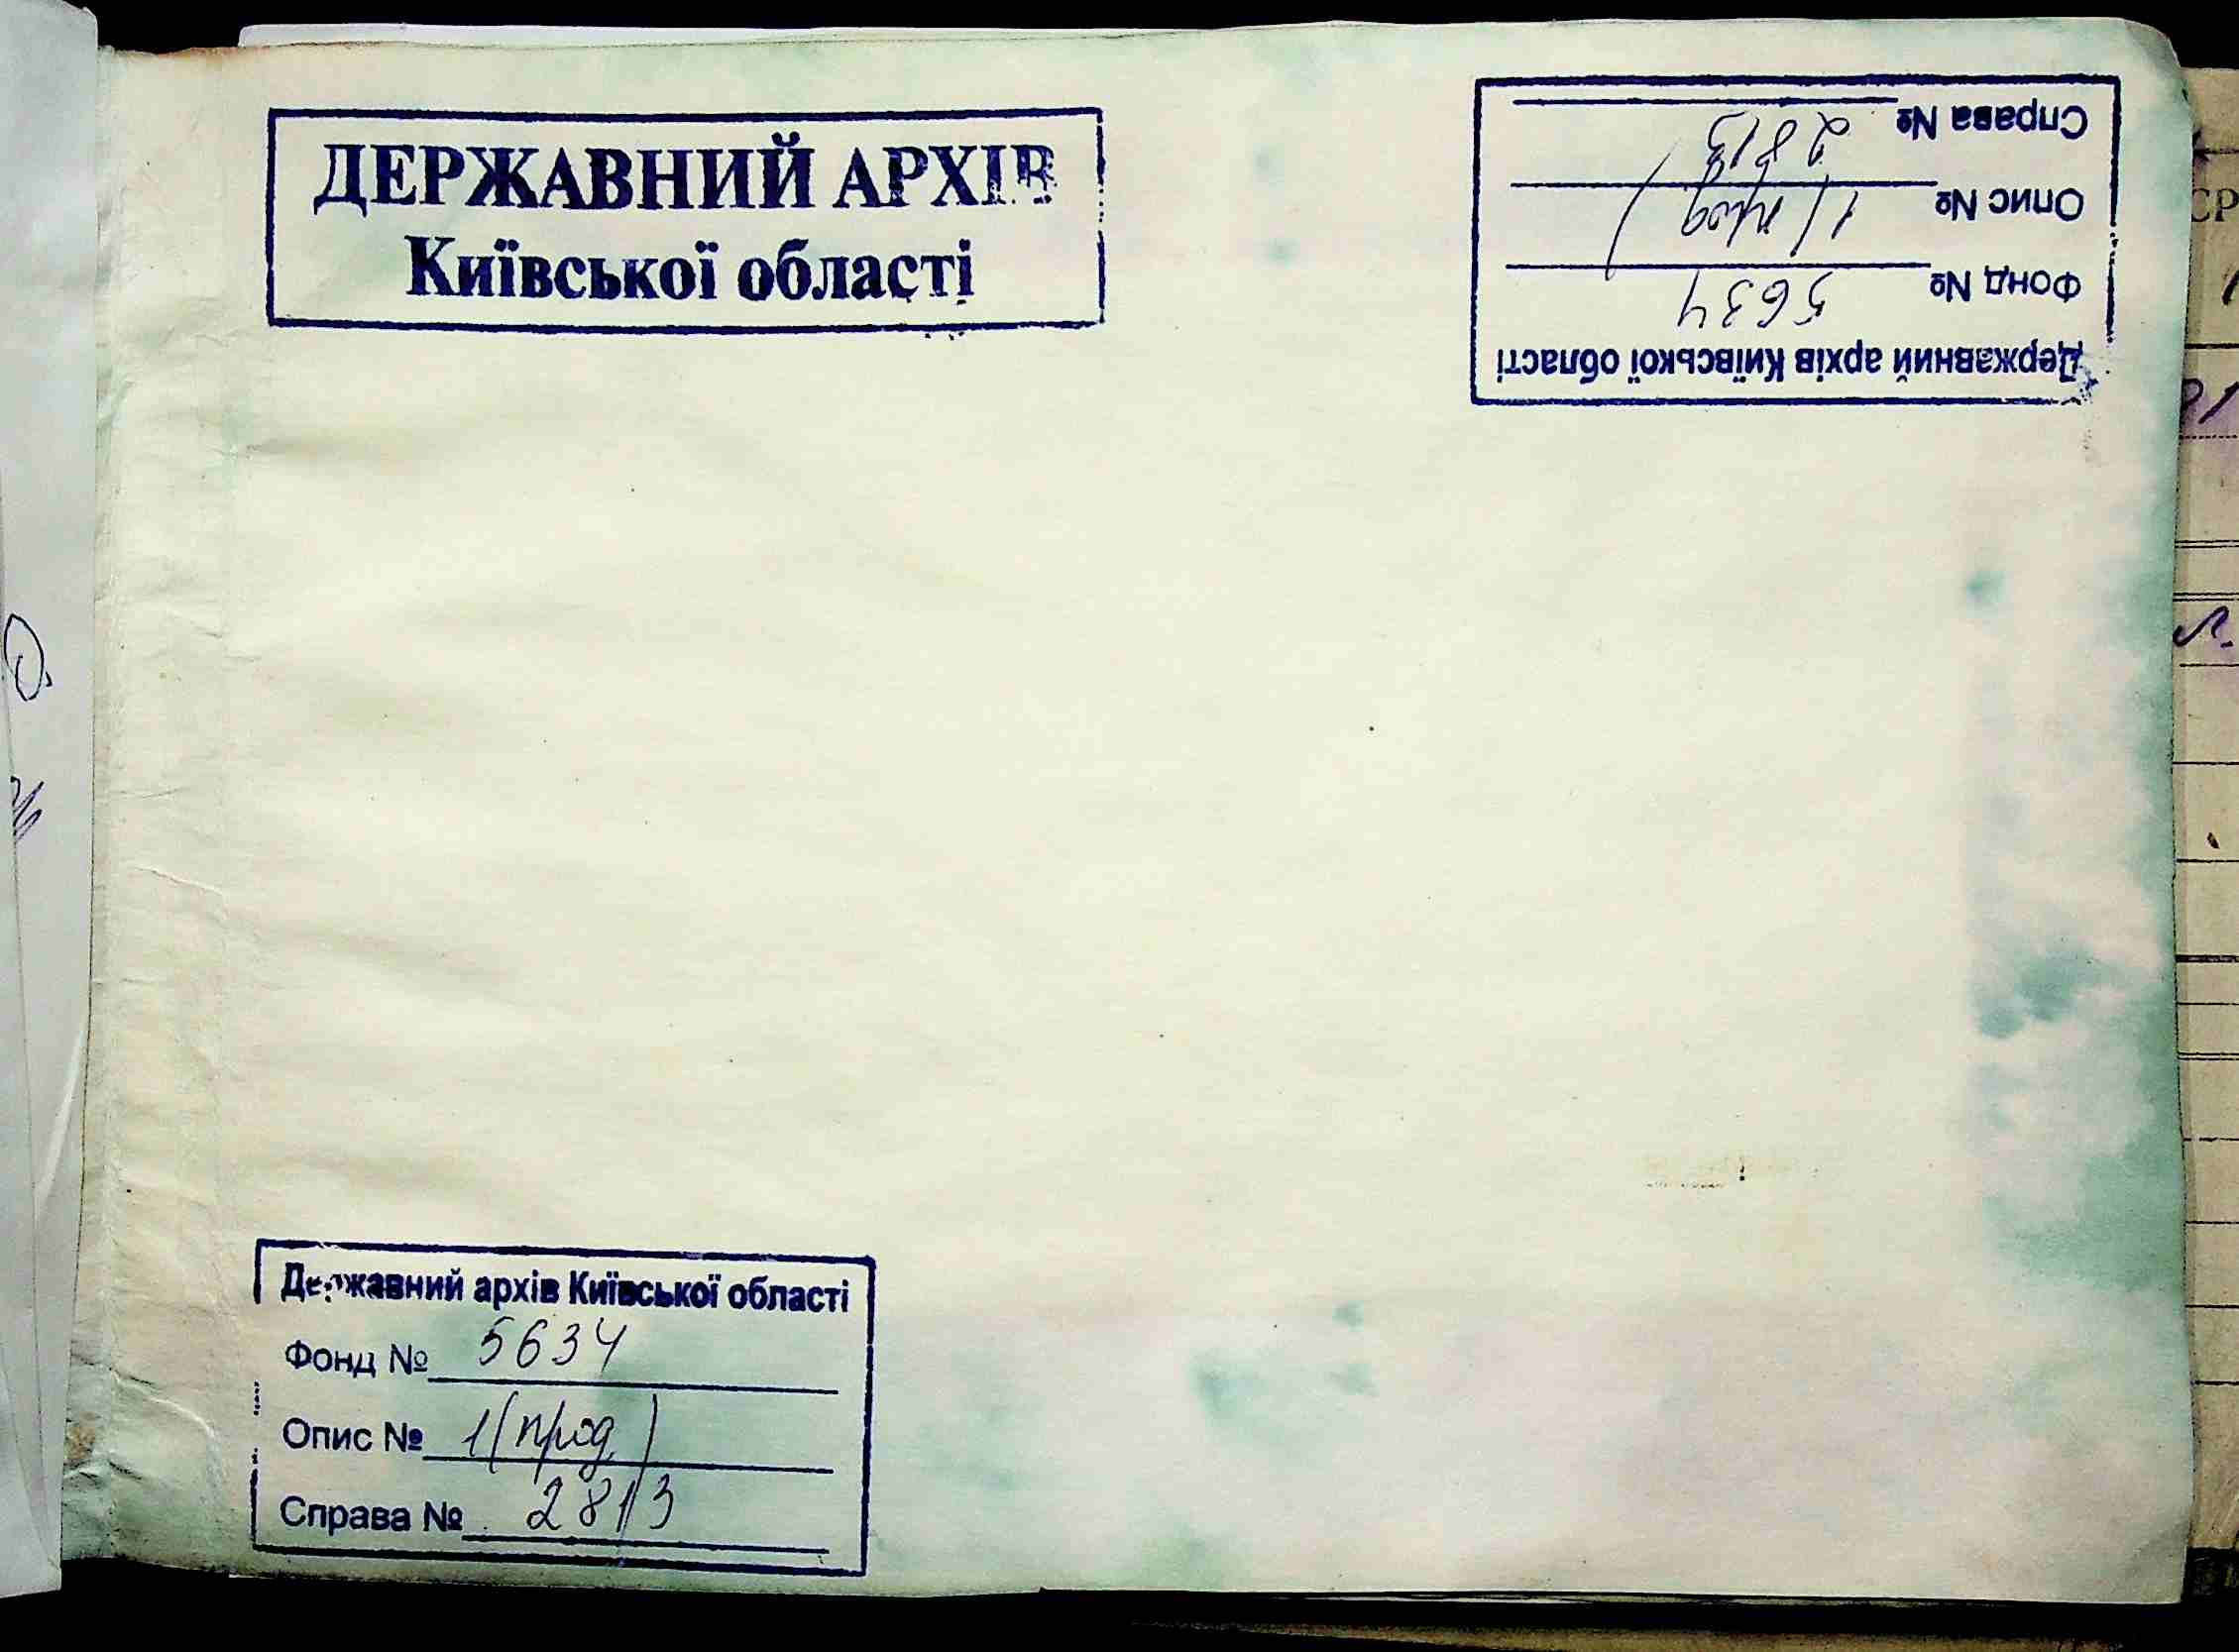 ДЕРЖАВНИЙ АРХІВ
Київської області
Державний архів Київської області
Фонд № 5634
Опис № 1(прод)
Справа № 2813
Державний архів Київської області
Фонд № 5634
Опис № 1(прод.)
Справа № 2813
СР